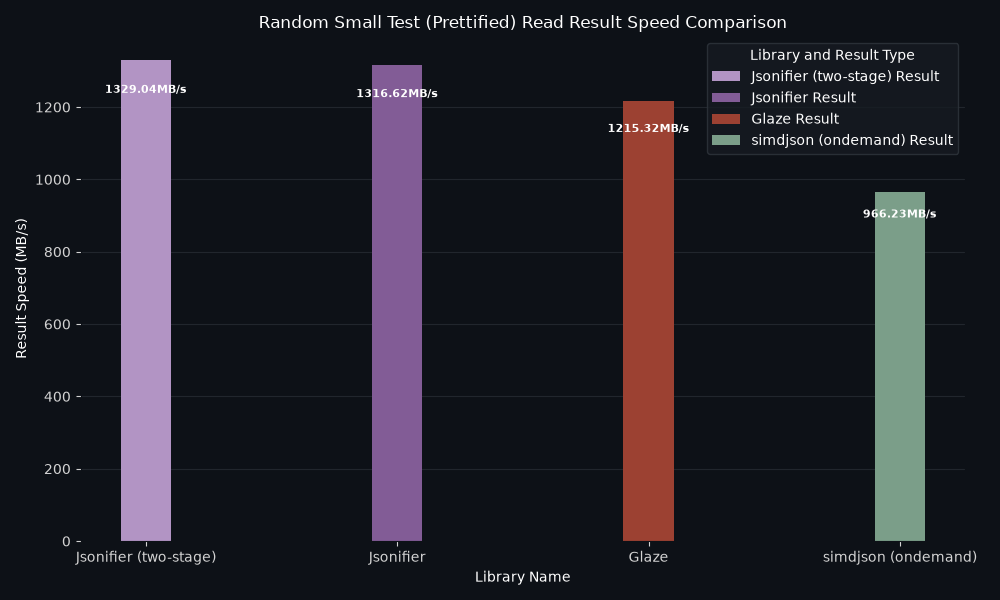 Random Small Test (Prettified) Read Result Speed Comparison
Library and Result Type
Jsonifier (two-stage) Result
Jsonifier Result
Glaze Result
simdjson (ondemand) Result
1329.04MB/s
1316.62MB/s
1215.32MB/s
966.23MB/s
Result Speed (MB/s)
1200
1000
800
600
400
200
0
Jsonifier (two-stage)
Jsonifier
Glaze
simdjson (ondemand)
Library Name